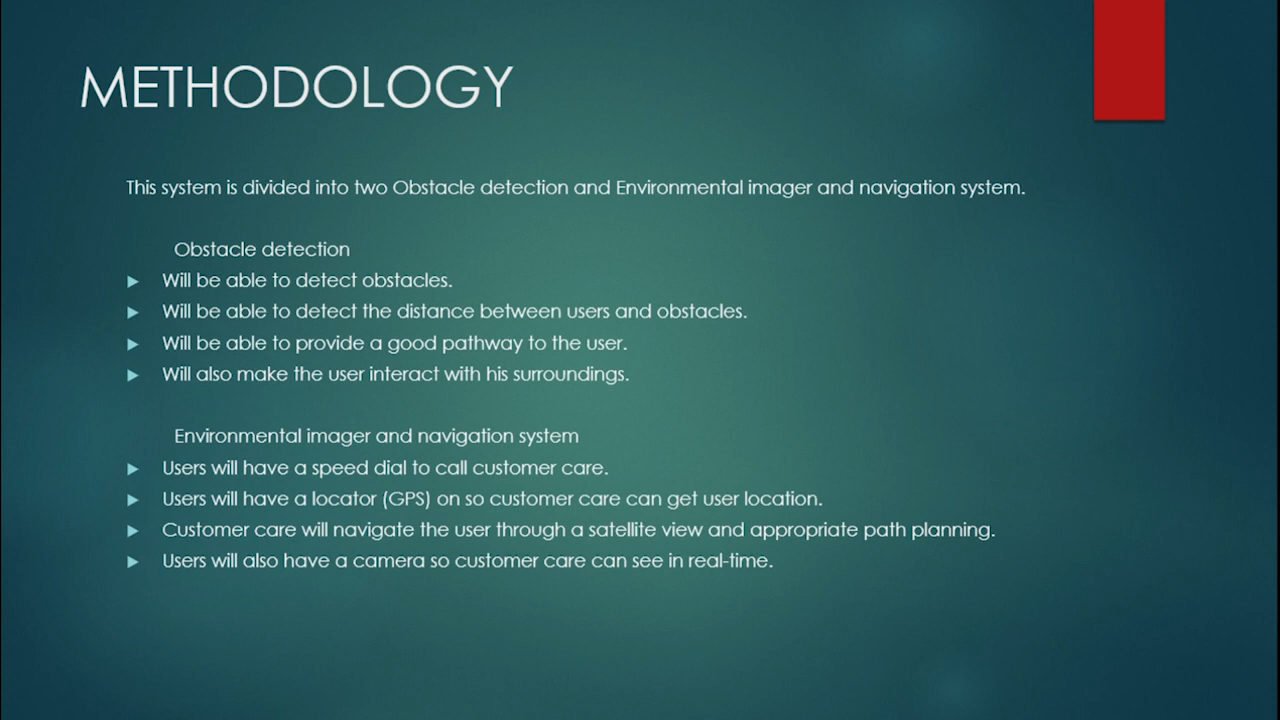 METHODOLOGY
This system is divided into two Obstacle detection and Environmental imager and navigation system.
Obstacle detection
Will be able to detect obstacles.
Will be able to detect the distance between users and obstacles.
Will be able to provide a good pathway to the user.
Will also make the user interact with his surroundings.
Environmental imager and navigation system
Users will have a speed dial to call customer care.
Users will have a locator (GPS) on so customer care can get user location.
Customer care will navigate the user through a satellite view and appropriate path planning.
Users will also have a camera so customer care can see in real-time.